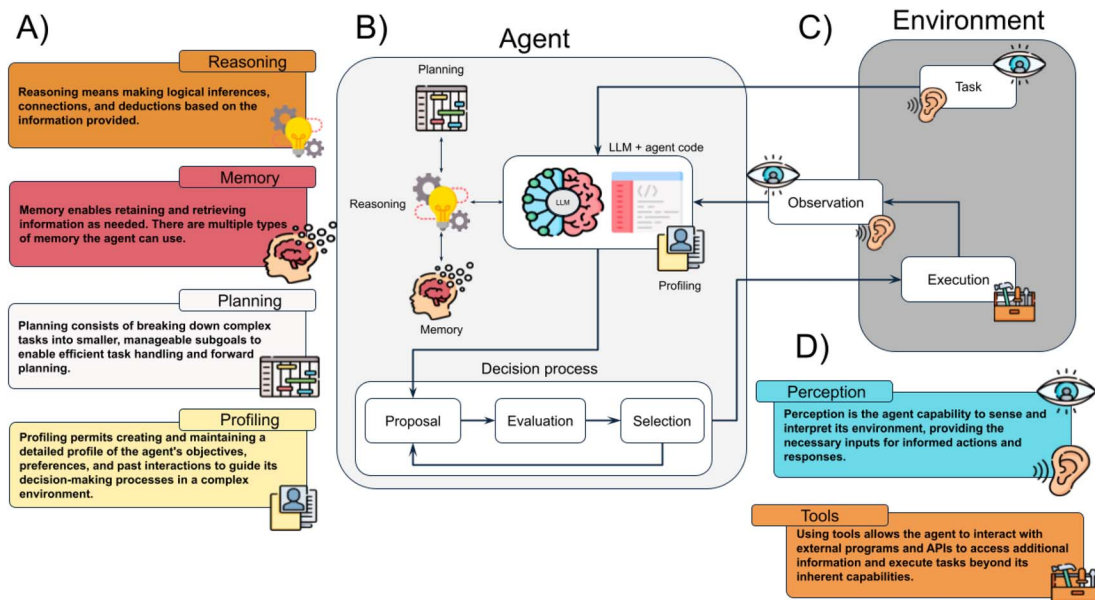 A)
Reasoning
Reasoning means making logical inferences,
connections, and deductions based on the
information provided.
Memory
Memory enables retaining and retrieving
information as needed. There are multiple types
of memory the agent can use.
Planning
Planning consists of breaking down complex
tasks into smaller, manageable subgoals to
enable efficient task handling and forward
planning.
Profiling
Profiling permits creating and maintaining a
detailed profile of the agent's objectives,
preferences, and past interactions to guide its
decision-making processes in a complex
environment.
B)
Agent
Planning
LLM + agent code
Reasoning
LLM
</>
Profiling
Memory
Decision process
Proposal
Evaluation
Selection
C)
Environment
Task
Observation
Execution
D)
Perception
Perception is the agent capability to sense and
interpret its environment, providing the
necessary inputs for informed actions and
responses.
Tools
Using tools allows the agent to interact with
external programs and APIs to access additional
information and execute tasks beyond its
inherent capabilities.